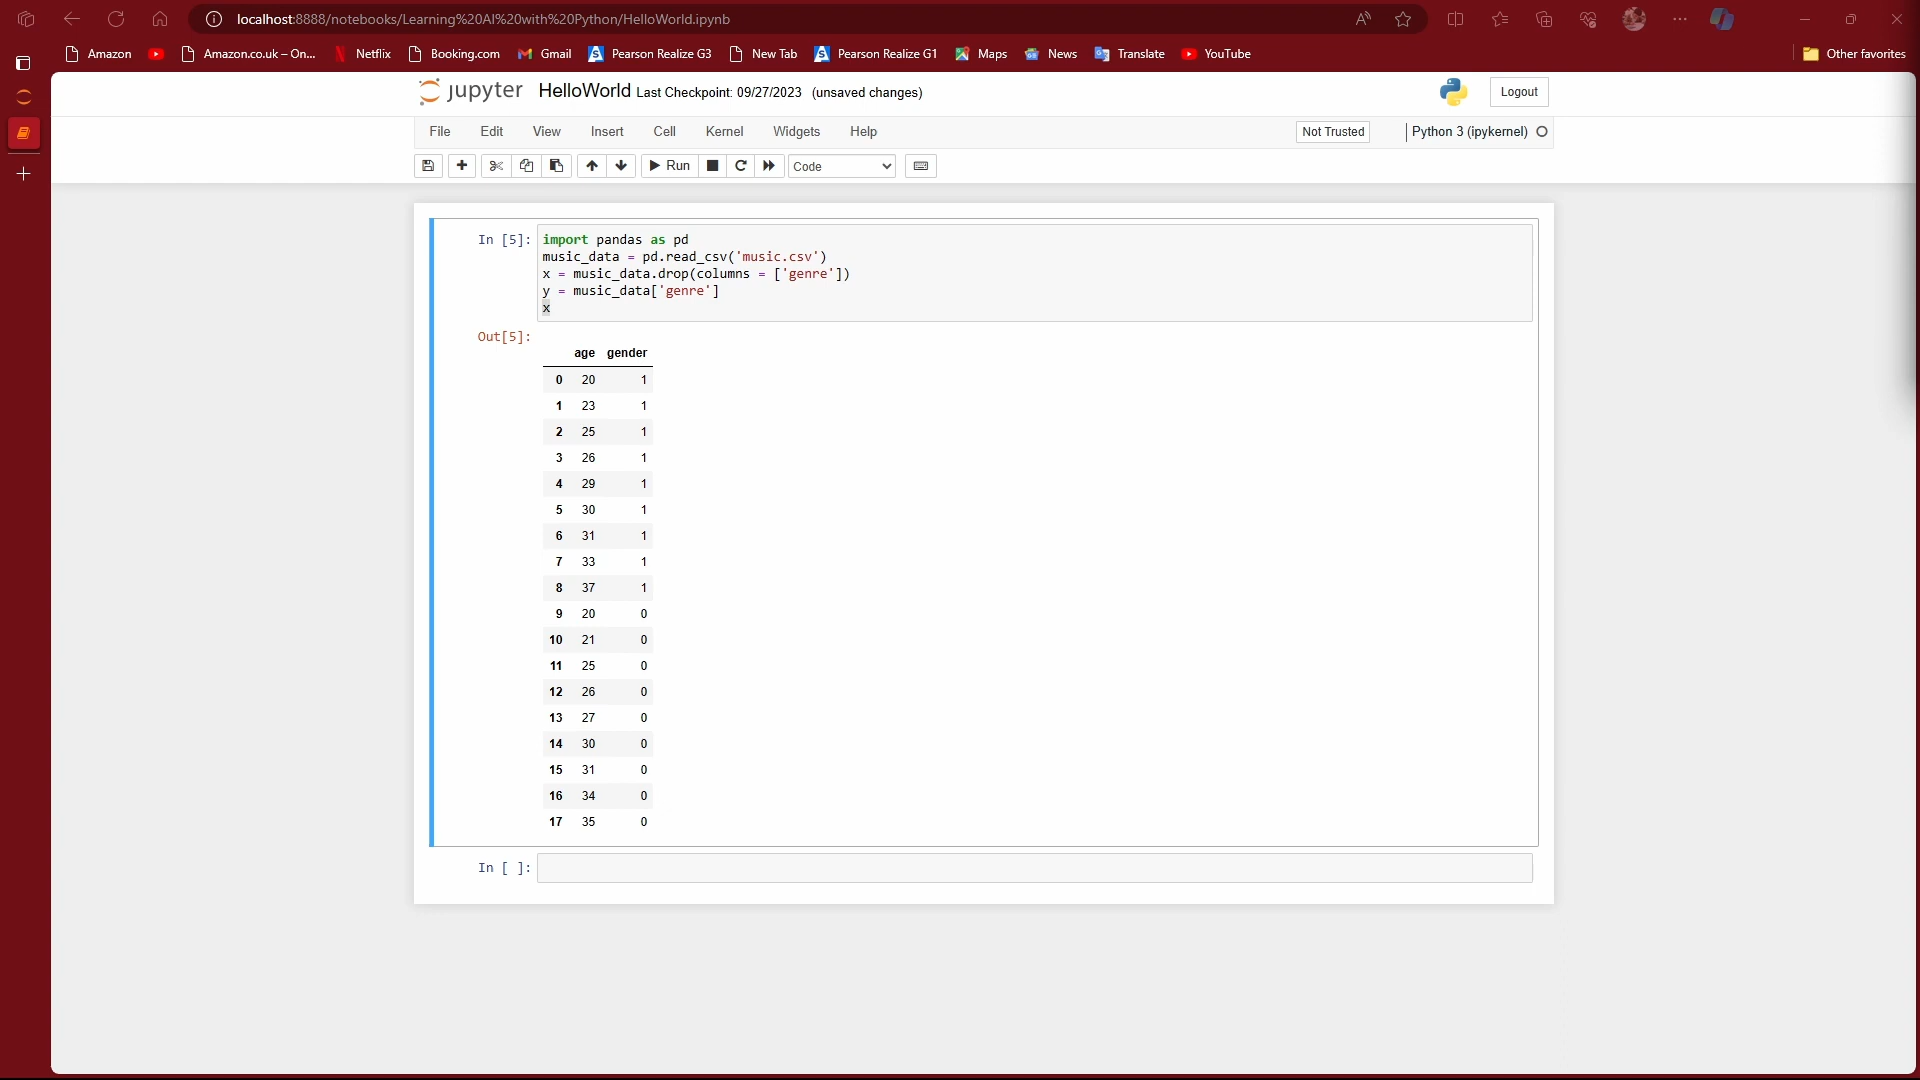 localhost:8888/notebooks/Learning%20AI%20with%20Python/HelloWorld.ipynb
Amazon Amazon.co.uk – On... Netflix Booking.com Gmail Pearson Realize G3 New Tab Pearson Realize G1 Maps News Translate YouTube Other favorites
jupyter HelloWorld Last Checkpoint: 09/27/2023 (unsaved changes) Logout
File Edit View Insert Cell Kernel Widgets Help Not Trusted Python 3 (ipykernel)
Run Code
In [5]: import pandas as pd
music_data = pd.read_csv('music.csv')
x = music_data.drop(columns = ['genre'])
y = music_data['genre']
x
Out[5]:
age gender
0 20 1
1 23 1
2 25 1
3 26 1
4 29 1
5 30 1
6 31 1
7 33 1
8 37 1
9 20 0
10 21 0
11 25 0
12 26 0
13 27 0
14 30 0
15 31 0
16 34 0
17 35 0
In [ ]: